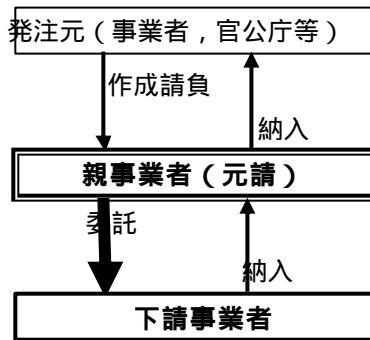 発注元（事業者，官公庁等）
作成請負
納入
親事業者（元請）
委託
納入
下請事業者